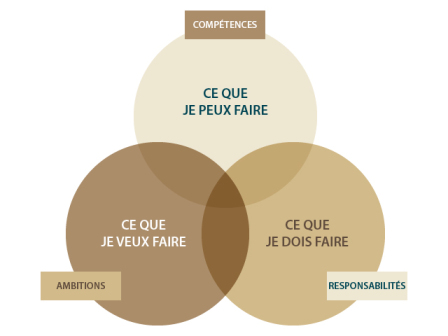 COMPÉTENCES
CE QUE
JE PEUX FAIRE
CE QUE
JE VEUX FAIRE
CE QUE
JE DOIS FAIRE
AMBITIONS
RESPONSABILITÉS